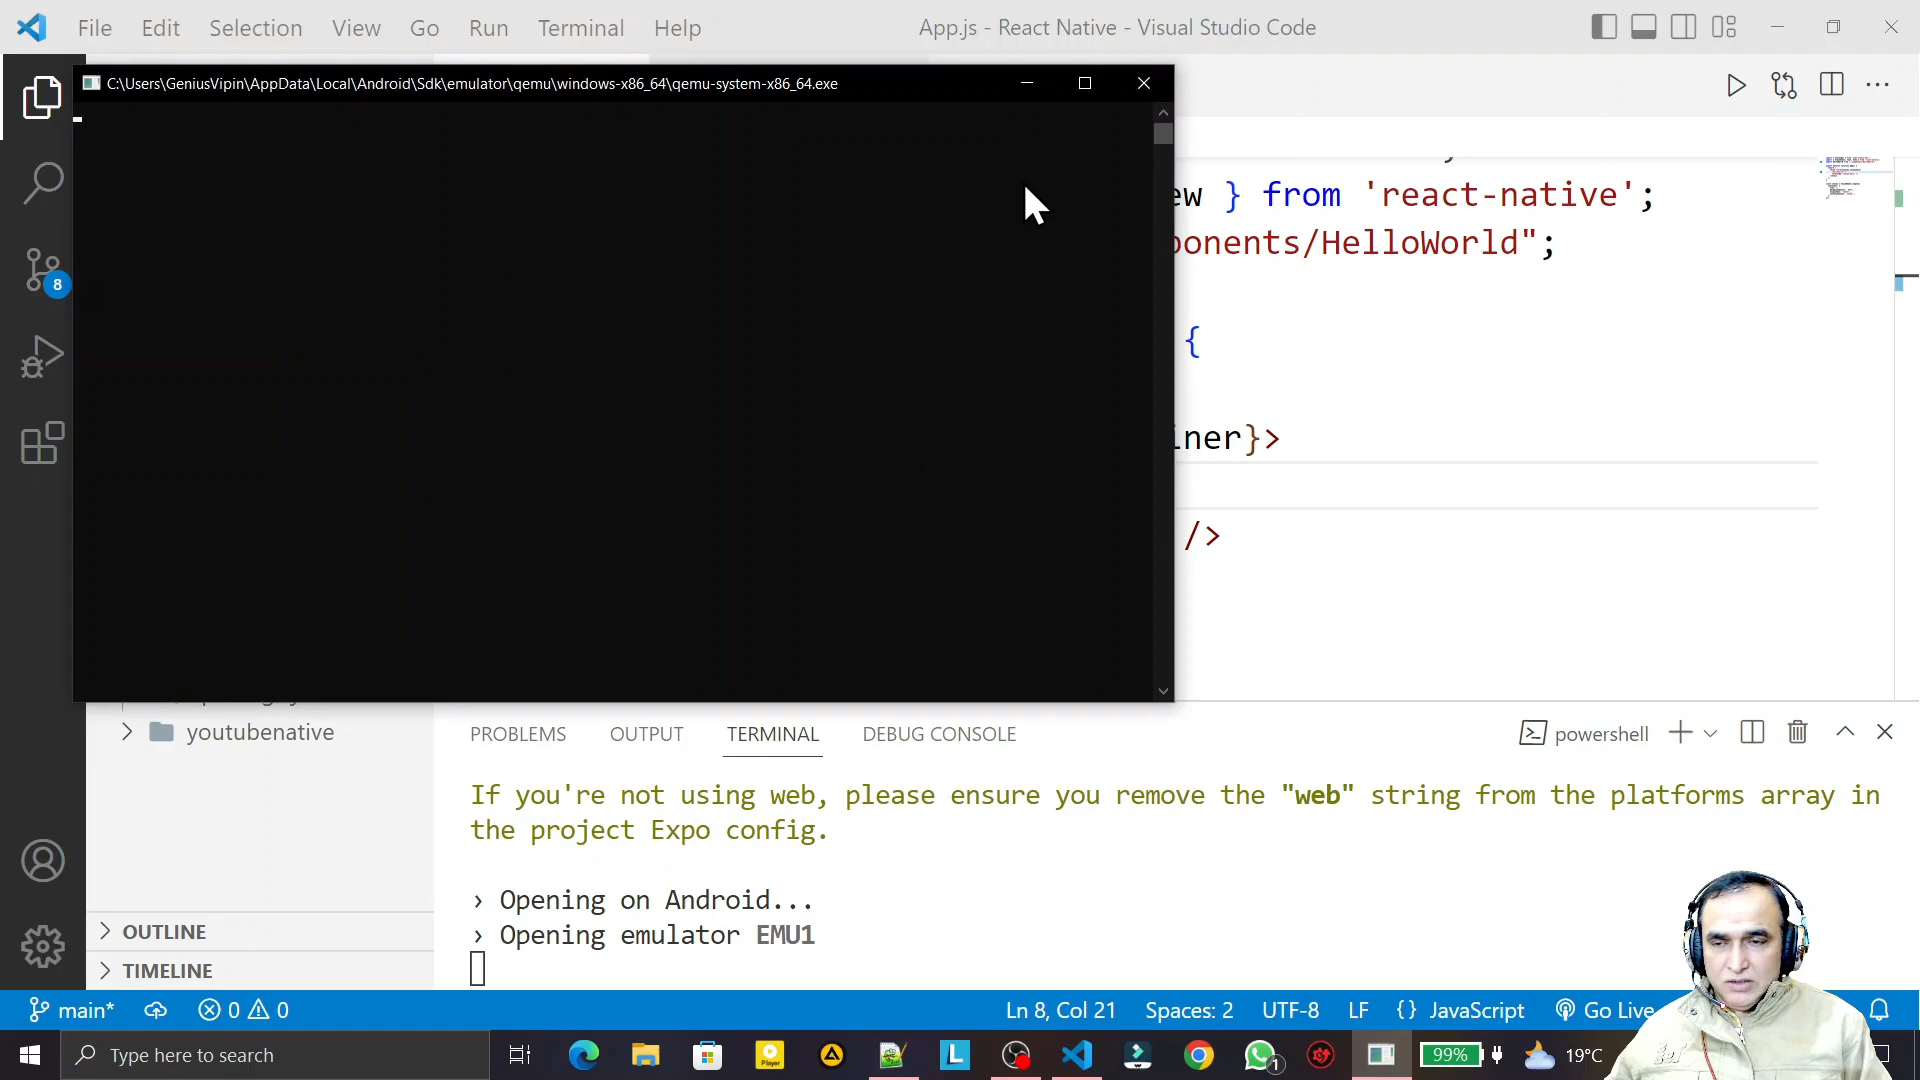 File Edit Selection View Go Run Terminal Help
App.js - React Native - Visual Studio Code
C:\Users\GeniusVipin\AppData\Local\Android\Sdk\emulator\qemu\windows-x86_64\qemu-system-x86_64.exe
ew } from 'react-native';
ponents/HelloWorld";
8
{
iner}>
/>
youtubenative
PROBLEMS OUTPUT TERMINAL DEBUG CONSOLE
powershell
If you're not using web, please ensure you remove the "web" string from the platforms array in
the project Expo config.
› Opening on Android...
› Opening emulator EMU1
OUTLINE
TIMELINE
main* 0 0
Ln 8, Col 21 Spaces: 2 UTF-8 LF {} JavaScript Go Live
Type here to search
Player
L
1
99%
19°C